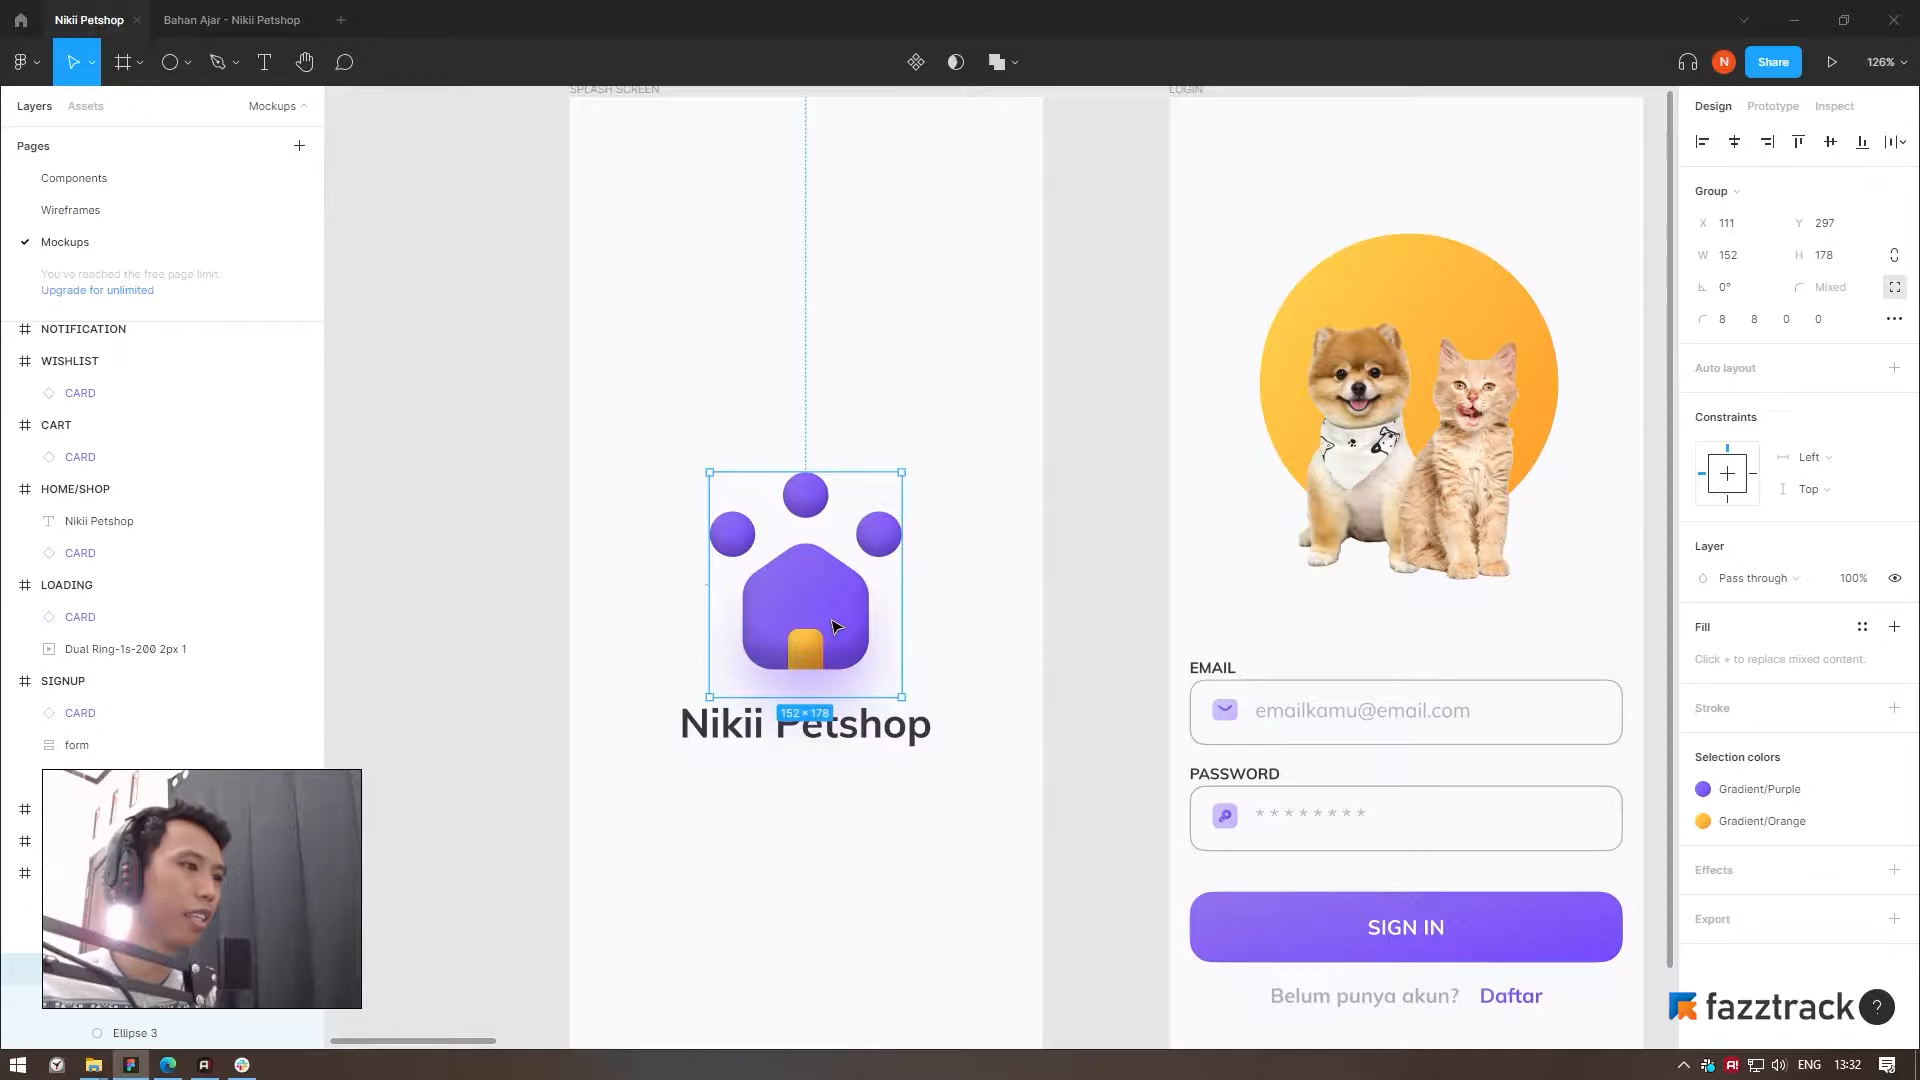 Nikii Petshop
Bahan Ajar - Nikii Petshop
N
Share
126%
Layers
Assets
Mockups
Pages
Components
Wireframes
Mockups
You've reached the free page limit.
Upgrade for unlimited
NOTIFICATION
WISHLIST
CARD
CART
CARD
HOME/SHOP
Nikii Petshop
CARD
LOADING
CARD
Dual Ring-1s-200 2px 1
SIGNUP
CARD
form
Ellipse 3
SPLASH SCREEN
152 × 178
Nikii Petshop
LOGIN
EMAIL
emailkamu@email.com
PASSWORD
* * * * * * * *
SIGN IN
Belum punya akun? Daftar
Design
Prototype
Inspect
Group
X 111
Y 297
W 152
H 178
0°
Mixed
8 8 0 0
Auto layout
Constraints
Left
Top
Layer
Pass through
100%
Fill
Click + to replace mixed content.
Stroke
Selection colors
Gradient/Purple
Gradient/Orange
Effects
Export
fazztrack
?
ENG
13:32